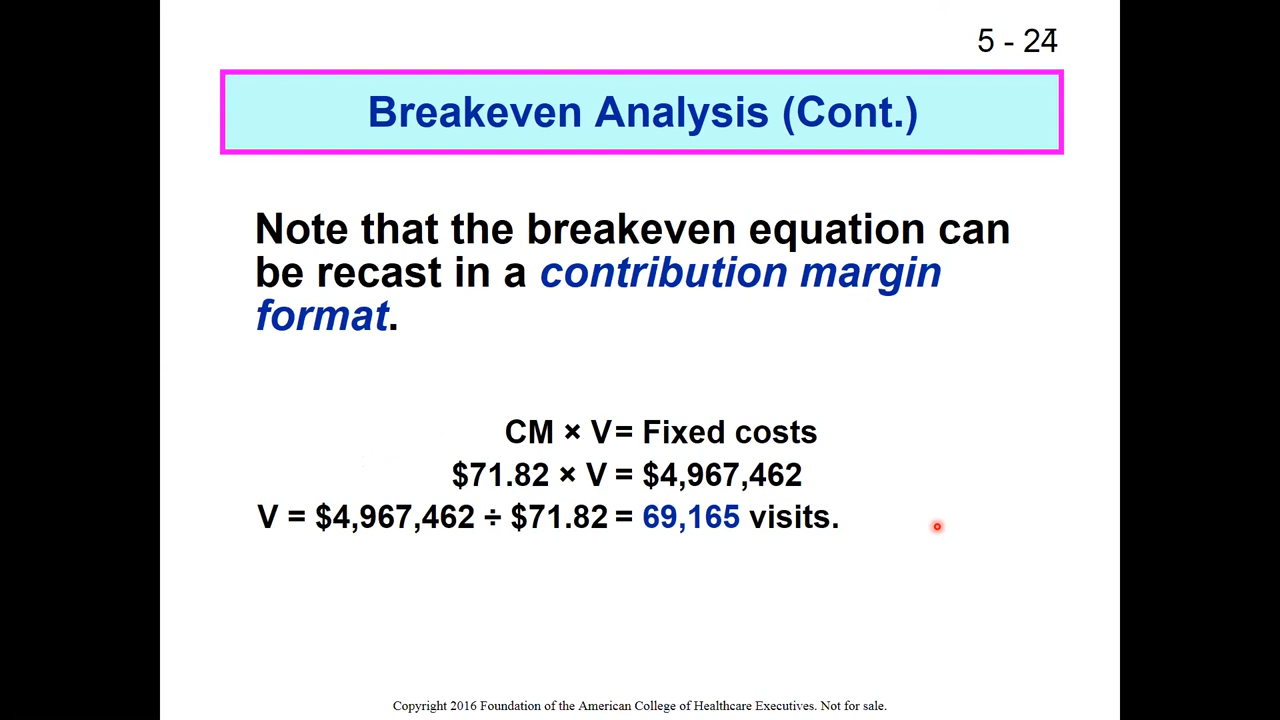 5 - 24
Breakeven Analysis (Cont.)
Note that the breakeven equation can
be recast in a contribution margin
format.
CM × V = Fixed costs
$71.82 × V = $4,967,462
V = $4,967,462 ÷ $71.82 = 69,165 visits.
Copyright 2016 Foundation of the American College of Healthcare Executives. Not for sale.